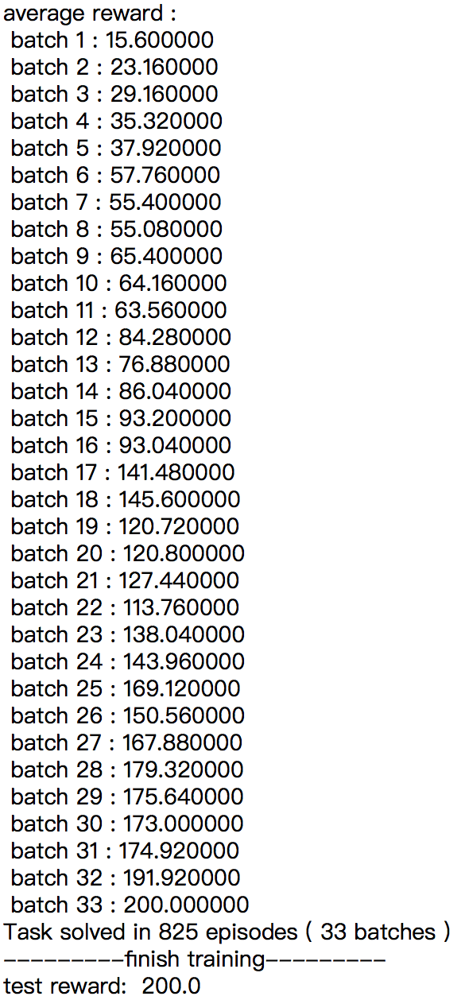 average reward :
batch 1 : 15.600000
batch 2 : 23.160000
batch 3 : 29.160000
batch 4 : 35.320000
batch 5 : 37.920000
batch 6 : 57.760000
batch 7 : 55.400000
batch 8 : 55.080000
batch 9 : 65.400000
batch 10 : 64.160000
batch 11 : 63.560000
batch 12 : 84.280000
batch 13 : 76.880000
batch 14 : 86.040000
batch 15 : 93.200000
batch 16 : 93.040000
batch 17 : 141.480000
batch 18 : 145.600000
batch 19 : 120.720000
batch 20 : 120.800000
batch 21 : 127.440000
batch 22 : 113.760000
batch 23 : 138.040000
batch 24 : 143.960000
batch 25 : 169.120000
batch 26 : 150.560000
batch 27 : 167.880000
batch 28 : 179.320000
batch 29 : 175.640000
batch 30 : 173.000000
batch 31 : 174.920000
batch 32 : 191.920000
batch 33 : 200.000000
Task solved in 825 episodes ( 33 batches )
---------finish training---------
test reward:  200.0